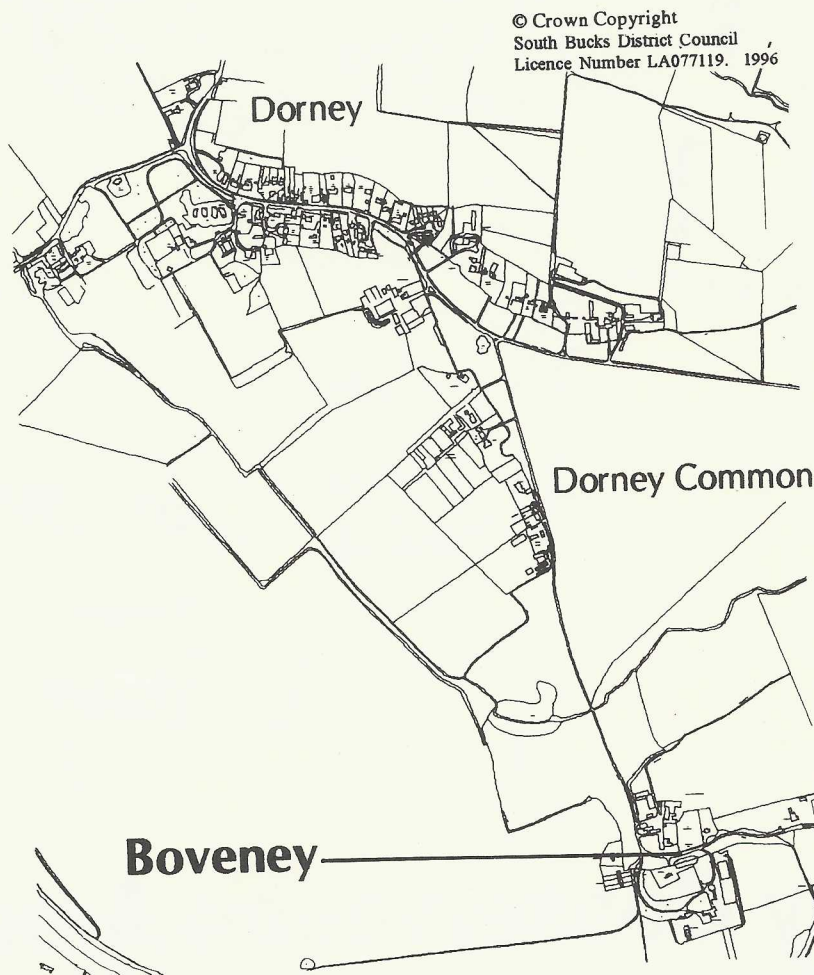 © Crown Copyright
South Bucks District Council
Licence Number LA077119. 1996
Dorney
Dorney Common
Boveney